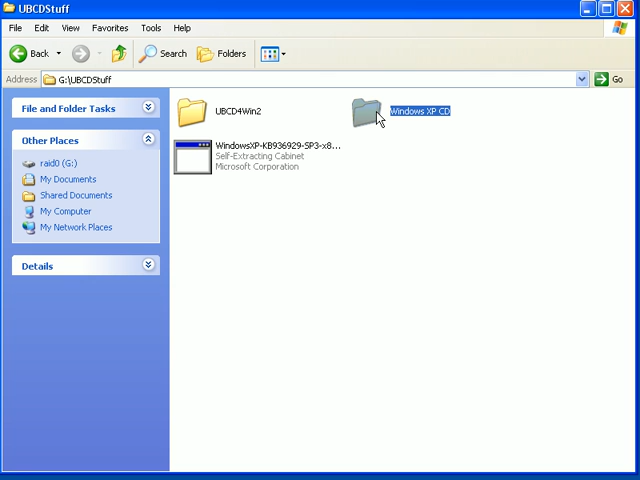 UBCDStuff
File Edit View Favorites Tools Help
Back Search Folders
Address G:\UBCDStuff Go
File and Folder Tasks
Other Places
raid0 (G:)
My Documents
Shared Documents
My Computer
My Network Places
Details
UBCD4Win2
Windows XP CD
WindowsXP-KB936929-SP3-x8...
Self-Extracting Cabinet
Microsoft Corporation